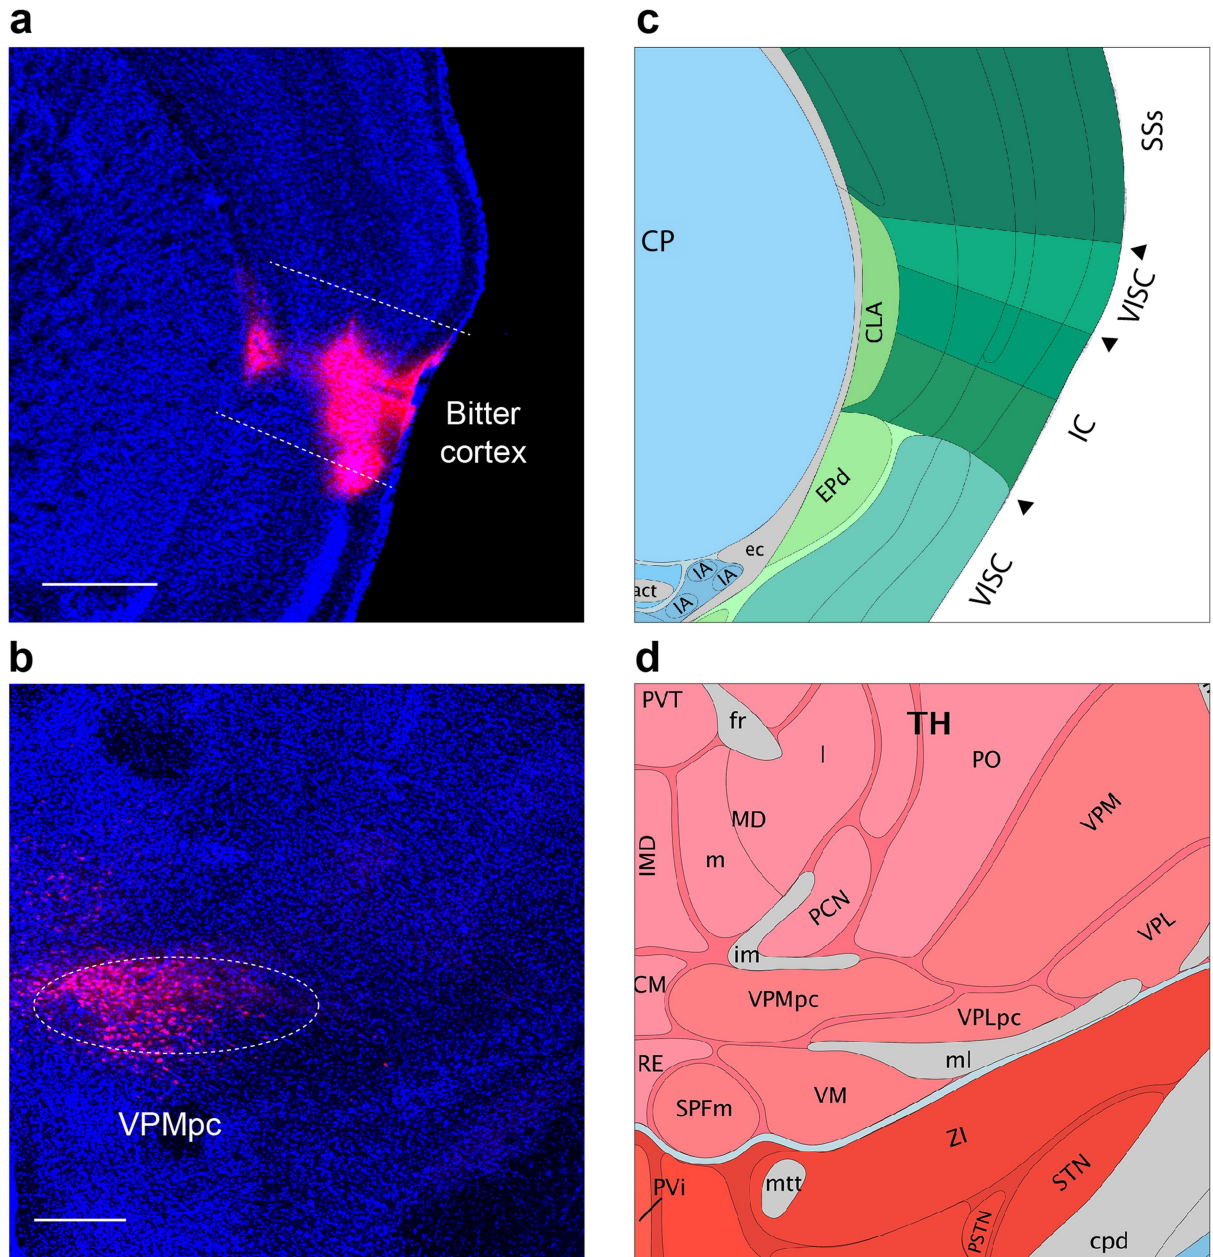 a
Bitter
cortex
c
CP
CLA
EPd
ec
IA
IA
IA
act
SSs
VISC
IC
VISC
b
VPMpc
d
PVT
fr
TH
l
PO
MD
VPM
IMD
m
PCN
VPL
im
CM
VPMpc
VPLpc
RE
ml
SPFm
VM
ZI
PVi
mtt
STN
PSTN
cpd